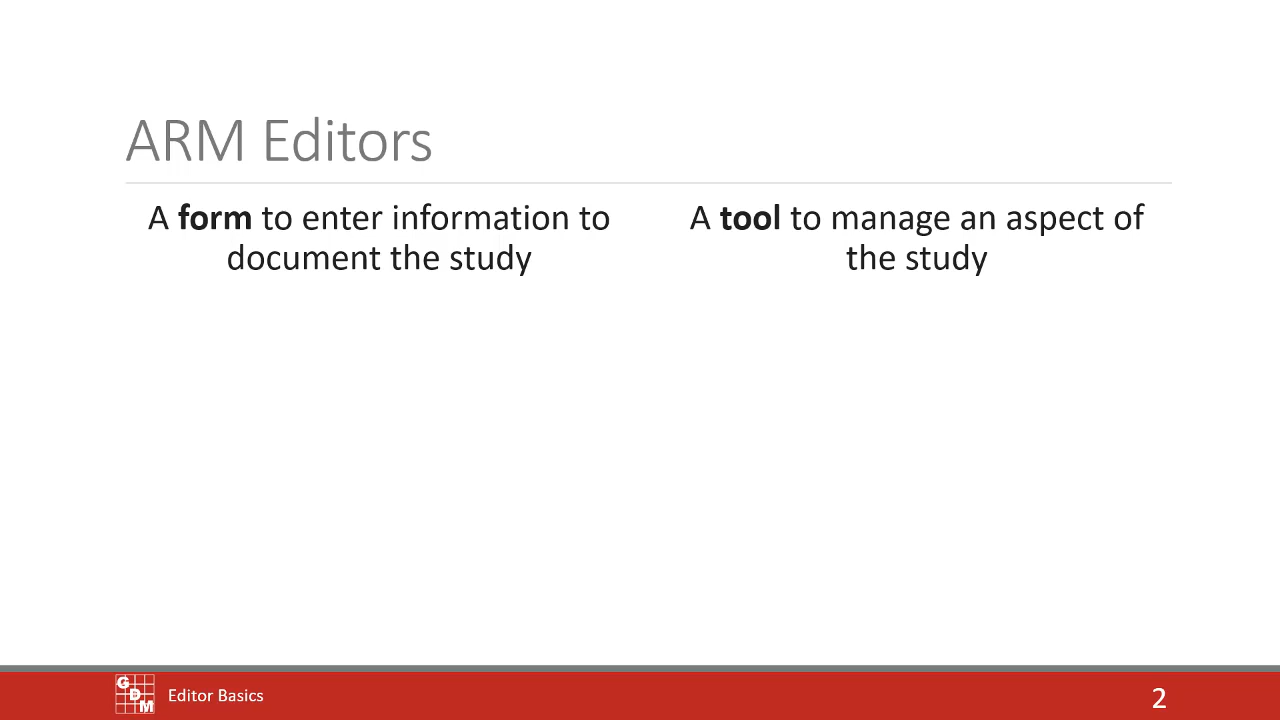 ARM Editors
A form to enter information to
document the study
A tool to manage an aspect of
the study
GDM
Editor Basics
2